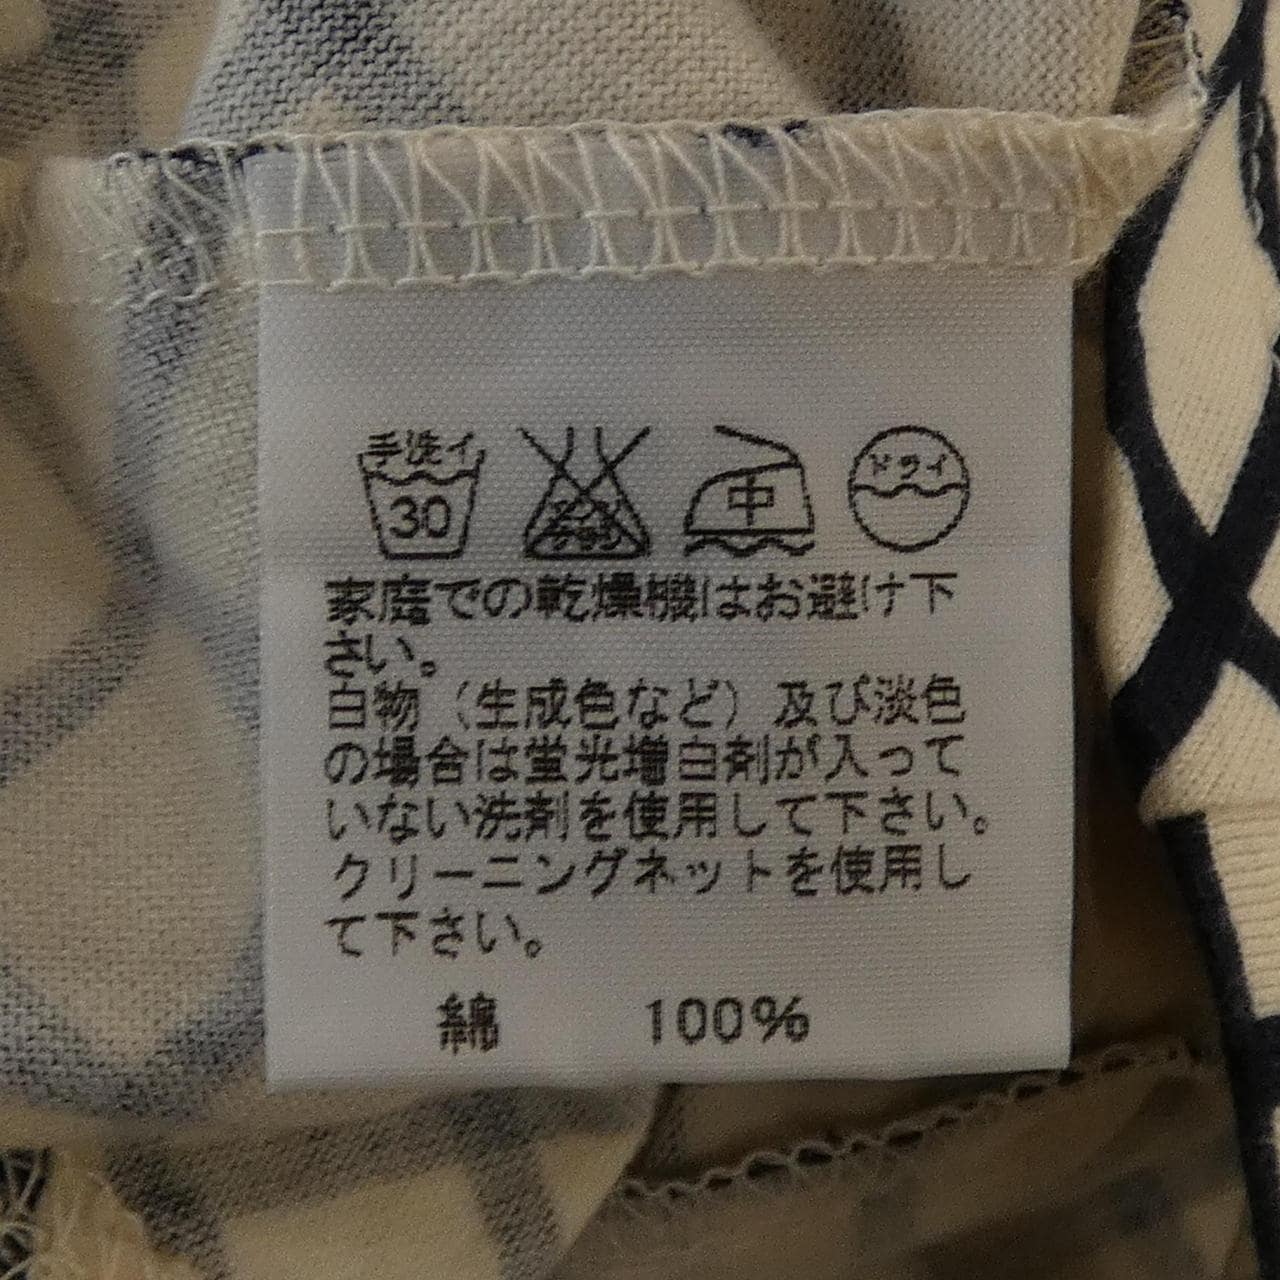 手洗イ 30 中 ドライ
家庭での乾燥機はお避け下
さい。
白物（生成色など）及び淡色
の場合は蛍光増白剤が入って
いない洗剤を使用して下さい。
クリーニングネットを使用し
て下さい。
綿 100%